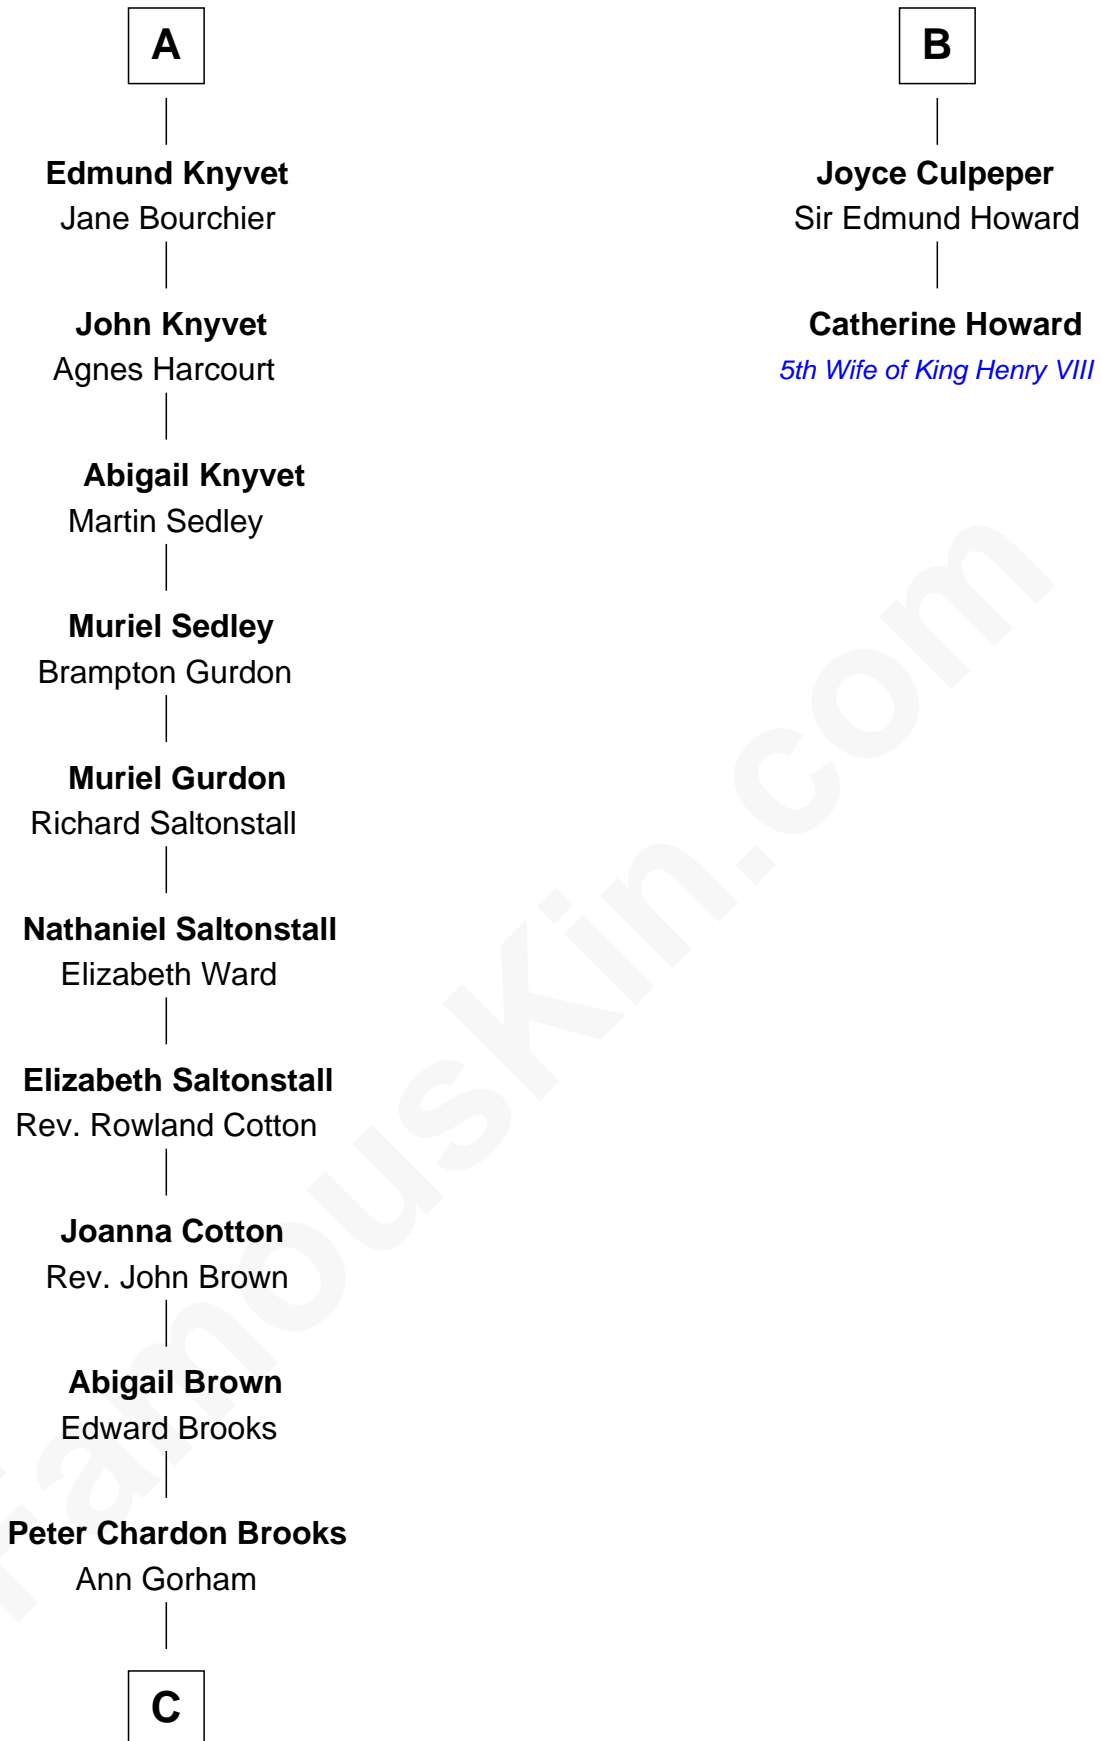 A
Edmund Knyvet
Jane Bourchier
John Knyvet
Agnes Harcourt
Abigail Knyvet
Martin Sedley
Muriel Sedley
Brampton Gurdon
Muriel Gurdon
Richard Saltonstall
Nathaniel Saltonstall
Elizabeth Ward
Elizabeth Saltonstall
Rev. Rowland Cotton
Joanna Cotton
Rev. John Brown
Abigail Brown
Edward Brooks
Peter Chardon Brooks
Ann Gorham
C
B
Joyce Culpeper
Sir Edmund Howard
Catherine Howard
5th Wife of King Henry VIII
FamousKin.com